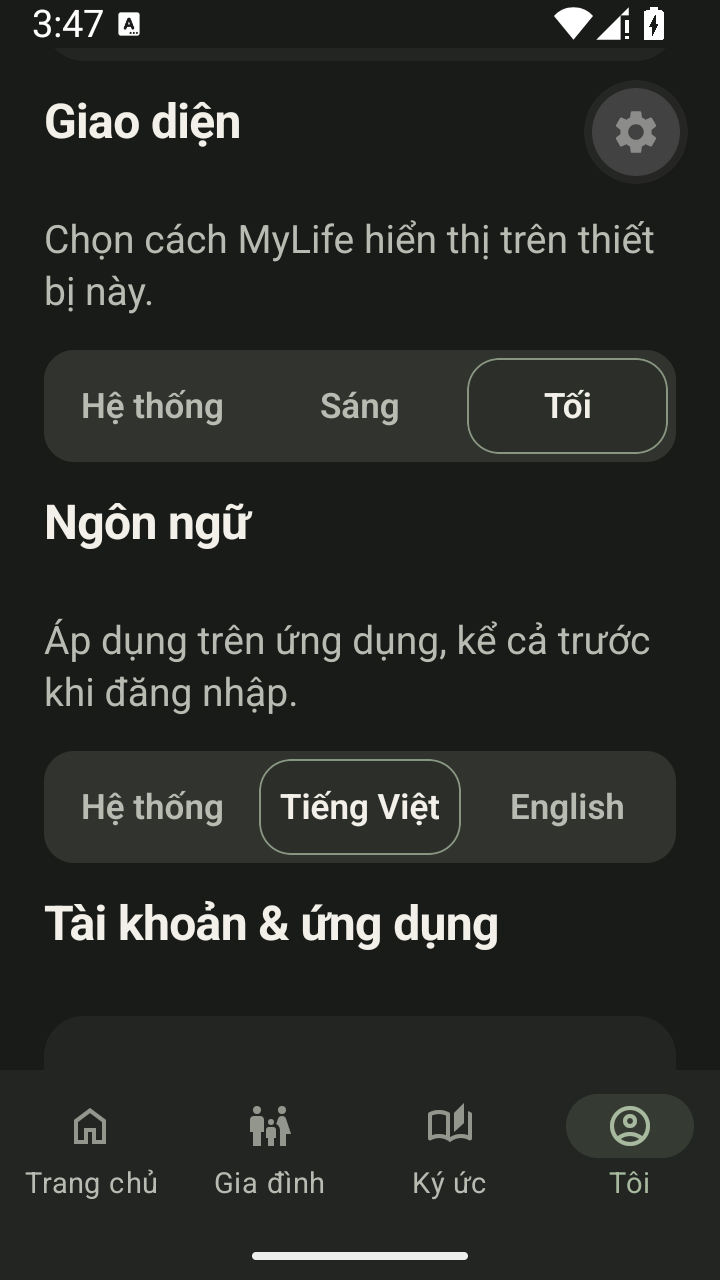 3:47
Giao diện
Chọn cách MyLife hiển thị trên thiết
bị này.
Hệ thống Sáng Tối
Ngôn ngữ
Áp dụng trên ứng dụng, kể cả trước
khi đăng nhập.
Hệ thống Tiếng Việt English
Tài khoản & ứng dụng
Trang chủ Gia đình Ký ức Tôi